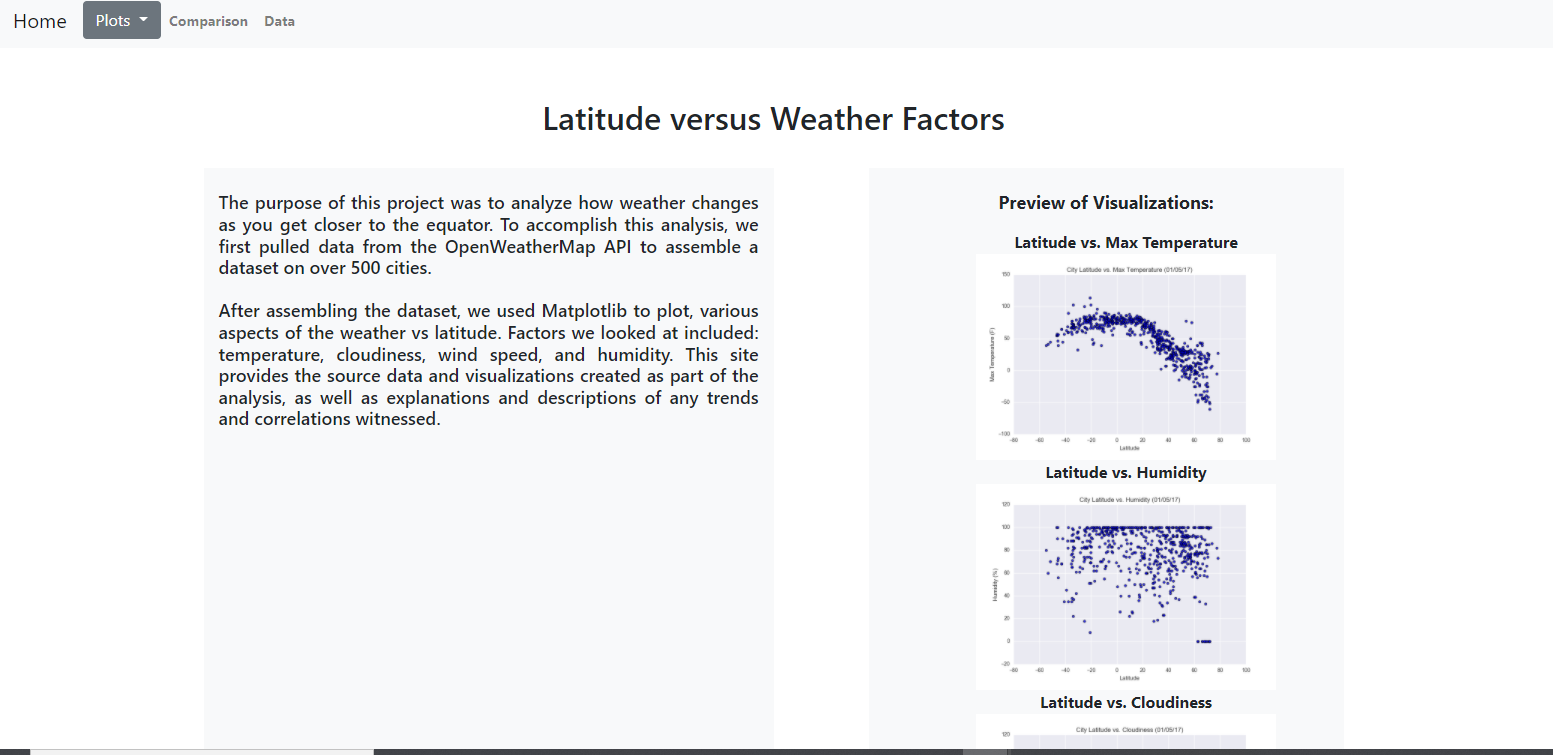 Home Plots Comparison Data
Latitude versus Weather Factors
The purpose of this project was to analyze how weather changes
as you get closer to the equator. To accomplish this analysis, we
first pulled data from the OpenWeatherMap API to assemble a
dataset on over 500 cities.
After assembling the dataset, we used Matplotlib to plot, various
aspects of the weather vs latitude. Factors we looked at included:
temperature, cloudiness, wind speed, and humidity. This site
provides the source data and visualizations created as part of the
analysis, as well as explanations and descriptions of any trends
and correlations witnessed.
Preview of Visualizations:
Latitude vs. Max Temperature
City Latitude vs. Max Temperature (01/05/17)
Max Temperature (F)
150
100
50
0
-50
-100
-80 -60 -40 -20 0 20 40 60 80 100
Latitude
Latitude vs. Humidity
City Latitude vs. Humidity (01/05/17)
Humidity (%)
120
100
80
60
40
20
0
-20
-80 -60 -40 -20 0 20 40 60 80 100
Latitude
Latitude vs. Cloudiness
City Latitude vs. Cloudiness (01/05/17)
120